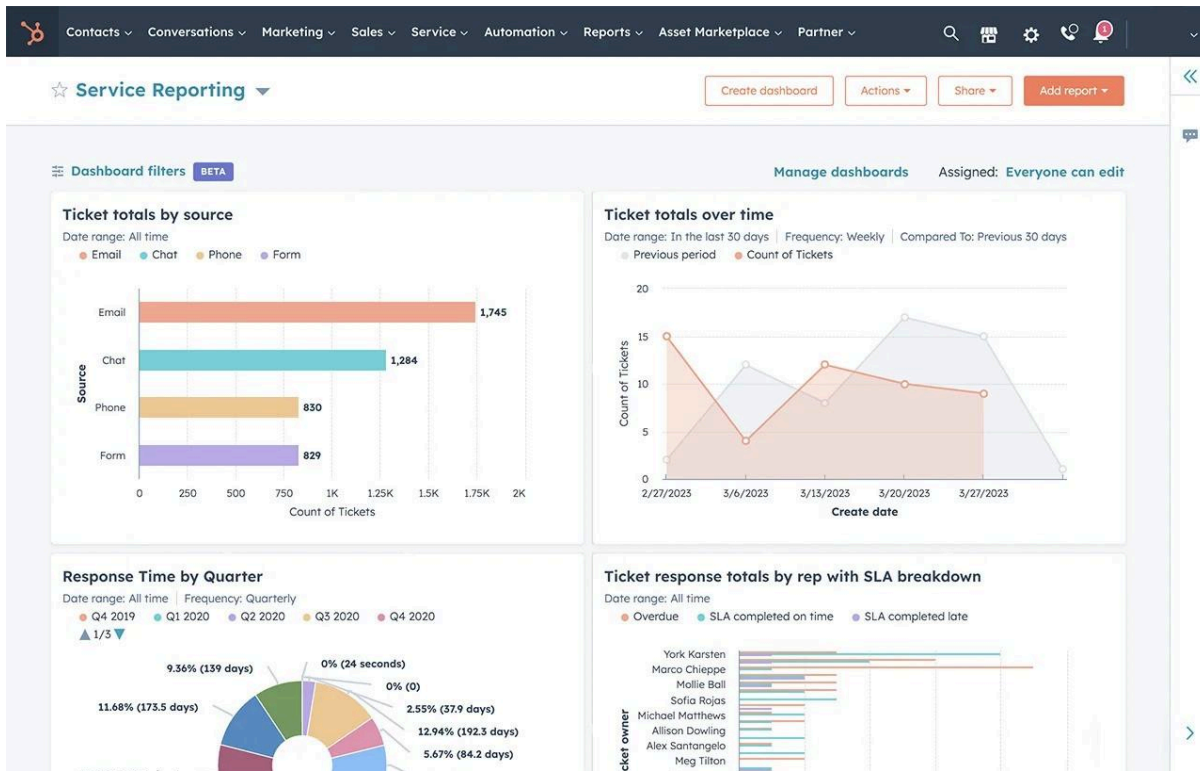 Contacts Conversations Marketing Sales Service Automation Reports Asset Marketplace Partner 1
Service Reporting
Create dashboard Actions Share Add report
Dashboard filters BETA
Manage dashboards Assigned: Everyone can edit
Ticket totals by source
Date range: All time
Email Chat Phone Form
Source
Email 1,745
Chat 1,284
Phone 830
Form 829
0 250 500 750 1K 1.25K 1.5K 1.75K 2K
Count of Tickets
Ticket totals over time
Date range: In the last 30 days Frequency: Weekly Compared To: Previous 30 days
Previous period Count of Tickets
Count of Tickets
20
15
10
5
0
2/27/2023 3/6/2023 3/13/2023 3/20/2023 3/27/2023
Create date
Response Time by Quarter
Date range: All time Frequency: Quarterly
Q4 2019 Q1 2020 Q2 2020 Q3 2020 Q4 2020
1/3
9.36% (139 days)
11.68% (173.5 days)
0% (24 seconds)
0% (0)
2.55% (37.9 days)
12.94% (192.3 days)
5.67% (84.2 days)
Ticket response totals by rep with SLA breakdown
Date range: All time
Overdue SLA completed on time SLA completed late
York Karsten
Marco Chieppe
Mollie Ball
Sofia Rojas
Michael Matthews
Allison Dowling
Alex Santangelo
Meg Tilton
owner